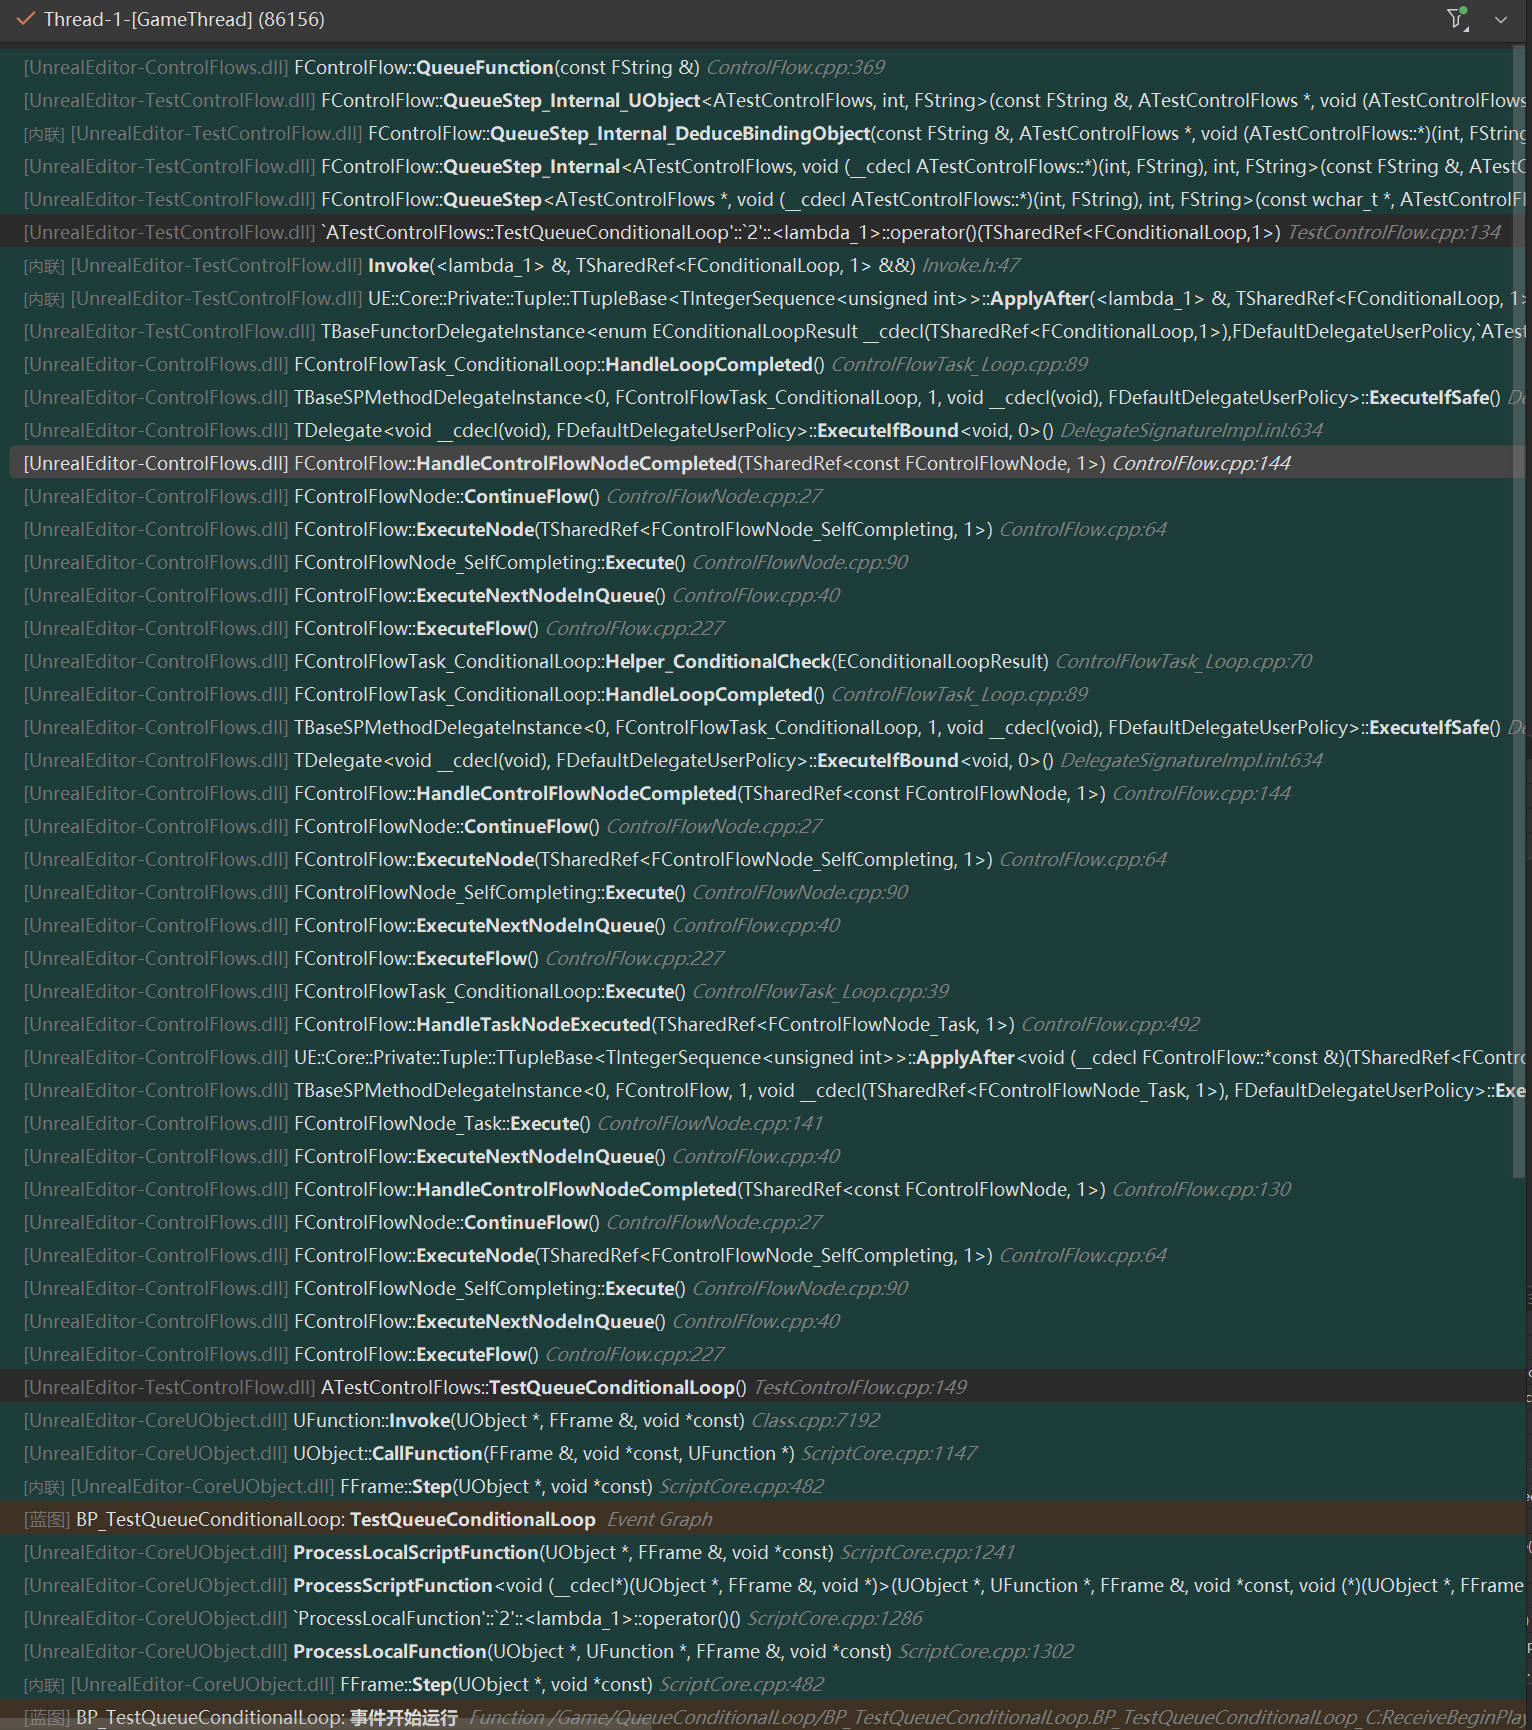 Thread-1-[GameThread] (86156)
[UnrealEditor-ControlFlows.dll] FControlFlow::QueueFunction(const FString &) ControlFlow.cpp:369
[UnrealEditor-TestControlFlow.dll] FControlFlow::QueueStep_Internal_UObject<ATestControlFlows, int, FString>(const FString &, ATestControlFlows *, void (ATestControlFlows
[内联] [UnrealEditor-TestControlFlow.dll] FControlFlow::QueueStep_Internal_DeduceBindingObject(const FString &, ATestControlFlows *, void (ATestControlFlows::*)(int, FString
[UnrealEditor-TestControlFlow.dll] FControlFlow::QueueStep_Internal<ATestControlFlows, void (__cdecl ATestControlFlows::*)(int, FString), int, FString>(const FString &, ATestC
[UnrealEditor-TestControlFlow.dll] FControlFlow::QueueStep<ATestControlFlows *, void (__cdecl ATestControlFlows::*)(int, FString), int, FString>(const wchar_t *, ATestControlFl
[UnrealEditor-TestControlFlow.dll] `ATestControlFlows::TestQueueConditionalLoop'::`2'::<lambda_1>::operator()(TSharedRef<FConditionalLoop,1>) TestControlFlow.cpp:134
[内联] [UnrealEditor-TestControlFlow.dll] Invoke(<lambda_1> &, TSharedRef<FConditionalLoop, 1> &&) Invoke.h:47
[内联] [UnrealEditor-TestControlFlow.dll] UE::Core::Private::Tuple::TTupleBase<TIntegerSequence<unsigned int>>::ApplyAfter(<lambda_1> &, TSharedRef<FConditionalLoop, 1>
[UnrealEditor-TestControlFlow.dll] TBaseFunctorDelegateInstance<enum EConditionalLoopResult __cdecl(TSharedRef<FConditionalLoop,1>),FDefaultDelegateUserPolicy,`ATest
[UnrealEditor-ControlFlows.dll] FControlFlowTask_ConditionalLoop::HandleLoopCompleted() ControlFlowTask_Loop.cpp:89
[UnrealEditor-ControlFlows.dll] TBaseSPMethodDelegateInstance<0, FControlFlowTask_ConditionalLoop, 1, void __cdecl(void), FDefaultDelegateUserPolicy>::ExecuteIfSafe() De
[UnrealEditor-ControlFlows.dll] TDelegate<void __cdecl(void), FDefaultDelegateUserPolicy>::ExecuteIfBound<void, 0>() DelegateSignatureImpl.inl:634
[UnrealEditor-ControlFlows.dll] FControlFlow::HandleControlFlowNodeCompleted(TSharedRef<const FControlFlowNode, 1>) ControlFlow.cpp:144
[UnrealEditor-ControlFlows.dll] FControlFlowNode::ContinueFlow() ControlFlowNode.cpp:27
[UnrealEditor-ControlFlows.dll] FControlFlow::ExecuteNode(TSharedRef<FControlFlowNode_SelfCompleting, 1>) ControlFlow.cpp:64
[UnrealEditor-ControlFlows.dll] FControlFlowNode_SelfCompleting::Execute() ControlFlowNode.cpp:90
[UnrealEditor-ControlFlows.dll] FControlFlow::ExecuteNextNodeInQueue() ControlFlow.cpp:40
[UnrealEditor-ControlFlows.dll] FControlFlow::ExecuteFlow() ControlFlow.cpp:227
[UnrealEditor-ControlFlows.dll] FControlFlowTask_ConditionalLoop::Helper_ConditionalCheck(EConditionalLoopResult) ControlFlowTask_Loop.cpp:70
[UnrealEditor-ControlFlows.dll] FControlFlowTask_ConditionalLoop::HandleLoopCompleted() ControlFlowTask_Loop.cpp:89
[UnrealEditor-ControlFlows.dll] TBaseSPMethodDelegateInstance<0, FControlFlowTask_ConditionalLoop, 1, void __cdecl(void), FDefaultDelegateUserPolicy>::ExecuteIfSafe() De
[UnrealEditor-ControlFlows.dll] TDelegate<void __cdecl(void), FDefaultDelegateUserPolicy>::ExecuteIfBound<void, 0>() DelegateSignatureImpl.inl:634
[UnrealEditor-ControlFlows.dll] FControlFlow::HandleControlFlowNodeCompleted(TSharedRef<const FControlFlowNode, 1>) ControlFlow.cpp:144
[UnrealEditor-ControlFlows.dll] FControlFlowNode::ContinueFlow() ControlFlowNode.cpp:27
[UnrealEditor-ControlFlows.dll] FControlFlow::ExecuteNode(TSharedRef<FControlFlowNode_SelfCompleting, 1>) ControlFlow.cpp:64
[UnrealEditor-ControlFlows.dll] FControlFlowNode_SelfCompleting::Execute() ControlFlowNode.cpp:90
[UnrealEditor-ControlFlows.dll] FControlFlow::ExecuteNextNodeInQueue() ControlFlow.cpp:40
[UnrealEditor-ControlFlows.dll] FControlFlow::ExecuteFlow() ControlFlow.cpp:227
[UnrealEditor-ControlFlows.dll] FControlFlowTask_ConditionalLoop::Execute() ControlFlowTask_Loop.cpp:39
[UnrealEditor-ControlFlows.dll] FControlFlow::HandleTaskNodeExecuted(TSharedRef<FControlFlowNode_Task, 1>) ControlFlow.cpp:492
[UnrealEditor-ControlFlows.dll] UE::Core::Private::Tuple::TTupleBase<TIntegerSequence<unsigned int>>::ApplyAfter<void (__cdecl FControlFlow::*const &)(TSharedRef<FContro
[UnrealEditor-ControlFlows.dll] TBaseSPMethodDelegateInstance<0, FControlFlow, 1, void __cdecl(TSharedRef<FControlFlowNode_Task, 1>), FDefaultDelegateUserPolicy>::Exe
[UnrealEditor-ControlFlows.dll] FControlFlowNode_Task::Execute() ControlFlowNode.cpp:141
[UnrealEditor-ControlFlows.dll] FControlFlow::ExecuteNextNodeInQueue() ControlFlow.cpp:40
[UnrealEditor-ControlFlows.dll] FControlFlow::HandleControlFlowNodeCompleted(TSharedRef<const FControlFlowNode, 1>) ControlFlow.cpp:130
[UnrealEditor-ControlFlows.dll] FControlFlowNode::ContinueFlow() ControlFlowNode.cpp:27
[UnrealEditor-ControlFlows.dll] FControlFlow::ExecuteNode(TSharedRef<FControlFlowNode_SelfCompleting, 1>) ControlFlow.cpp:64
[UnrealEditor-ControlFlows.dll] FControlFlowNode_SelfCompleting::Execute() ControlFlowNode.cpp:90
[UnrealEditor-ControlFlows.dll] FControlFlow::ExecuteNextNodeInQueue() ControlFlow.cpp:40
[UnrealEditor-ControlFlows.dll] FControlFlow::ExecuteFlow() ControlFlow.cpp:227
[UnrealEditor-TestControlFlow.dll] ATestControlFlows::TestQueueConditionalLoop() TestControlFlow.cpp:149
[UnrealEditor-CoreUObject.dll] UFunction::Invoke(UObject *, FFrame &, void *const) Class.cpp:7192
[UnrealEditor-CoreUObject.dll] UObject::CallFunction(FFrame &, void *const, UFunction *) ScriptCore.cpp:1147
[内联] [UnrealEditor-CoreUObject.dll] FFrame::Step(UObject *, void *const) ScriptCore.cpp:482
[蓝图] BP_TestQueueConditionalLoop: TestQueueConditionalLoop Event Graph
[UnrealEditor-CoreUObject.dll] ProcessLocalScriptFunction(UObject *, FFrame &, void *const) ScriptCore.cpp:1241
[UnrealEditor-CoreUObject.dll] ProcessScriptFunction<void (__cdecl*)(UObject *, FFrame &, void *)>(UObject *, UFunction *, FFrame &, void *const, void (*)(UObject *, FFrame
[UnrealEditor-CoreUObject.dll] `ProcessLocalFunction'::`2'::<lambda_1>::operator()() ScriptCore.cpp:1286
[UnrealEditor-CoreUObject.dll] ProcessLocalFunction(UObject *, UFunction *, FFrame &, void *const) ScriptCore.cpp:1302
[内联] [UnrealEditor-CoreUObject.dll] FFrame::Step(UObject *, void *const) ScriptCore.cpp:482
[蓝图] BP_TestQueueConditionalLoop: 事件开始运行 Function /Game/QueueConditionalLoop/BP_TestQueueConditionalLoop.BP_TestQueueConditionalLoop_C:ReceiveBeginPlay